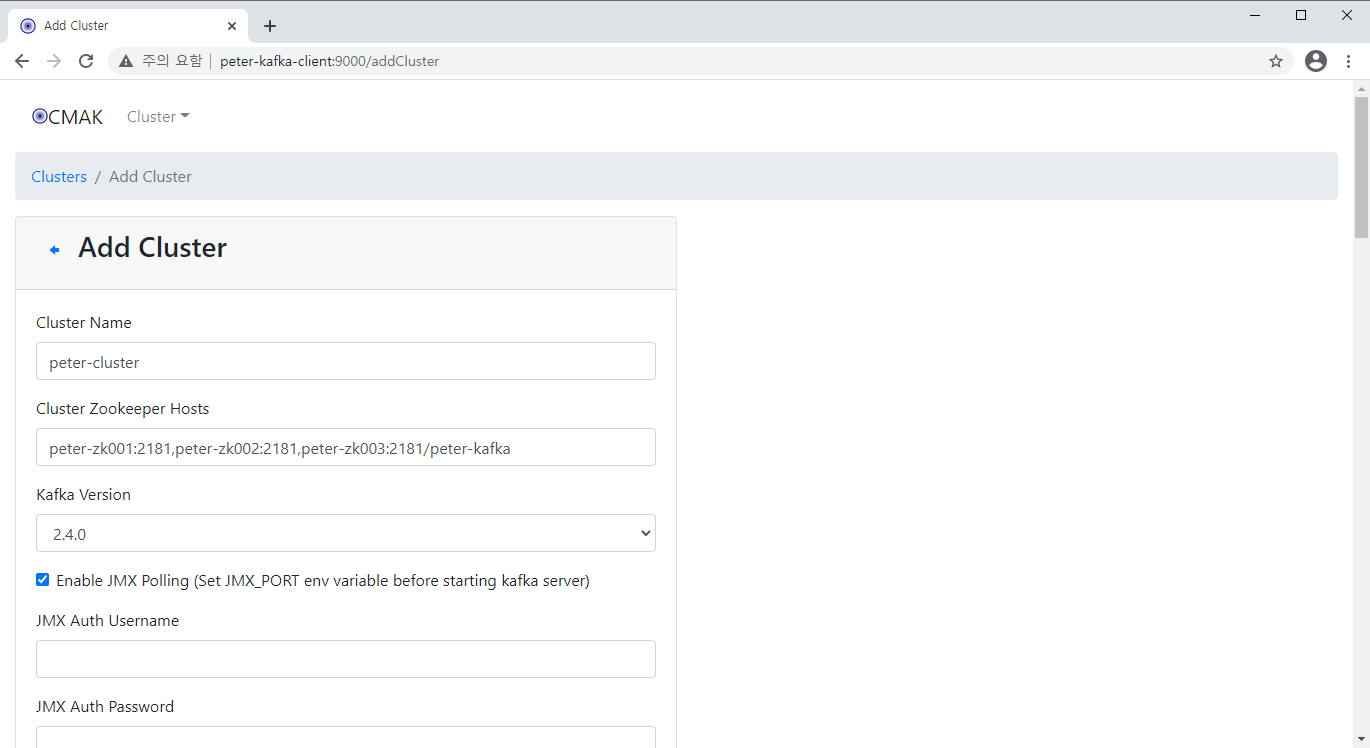 Add Cluster
주의 요함 | peter-kafka-client:9000/addCluster
CMAK Cluster
Clusters / Add Cluster
Add Cluster
Cluster Name
peter-cluster
Cluster Zookeeper Hosts
peter-zk001:2181,peter-zk002:2181,peter-zk003:2181/peter-kafka
Kafka Version
2.4.0
Enable JMX Polling (Set JMX_PORT env variable before starting kafka server)
JMX Auth Username
JMX Auth Password